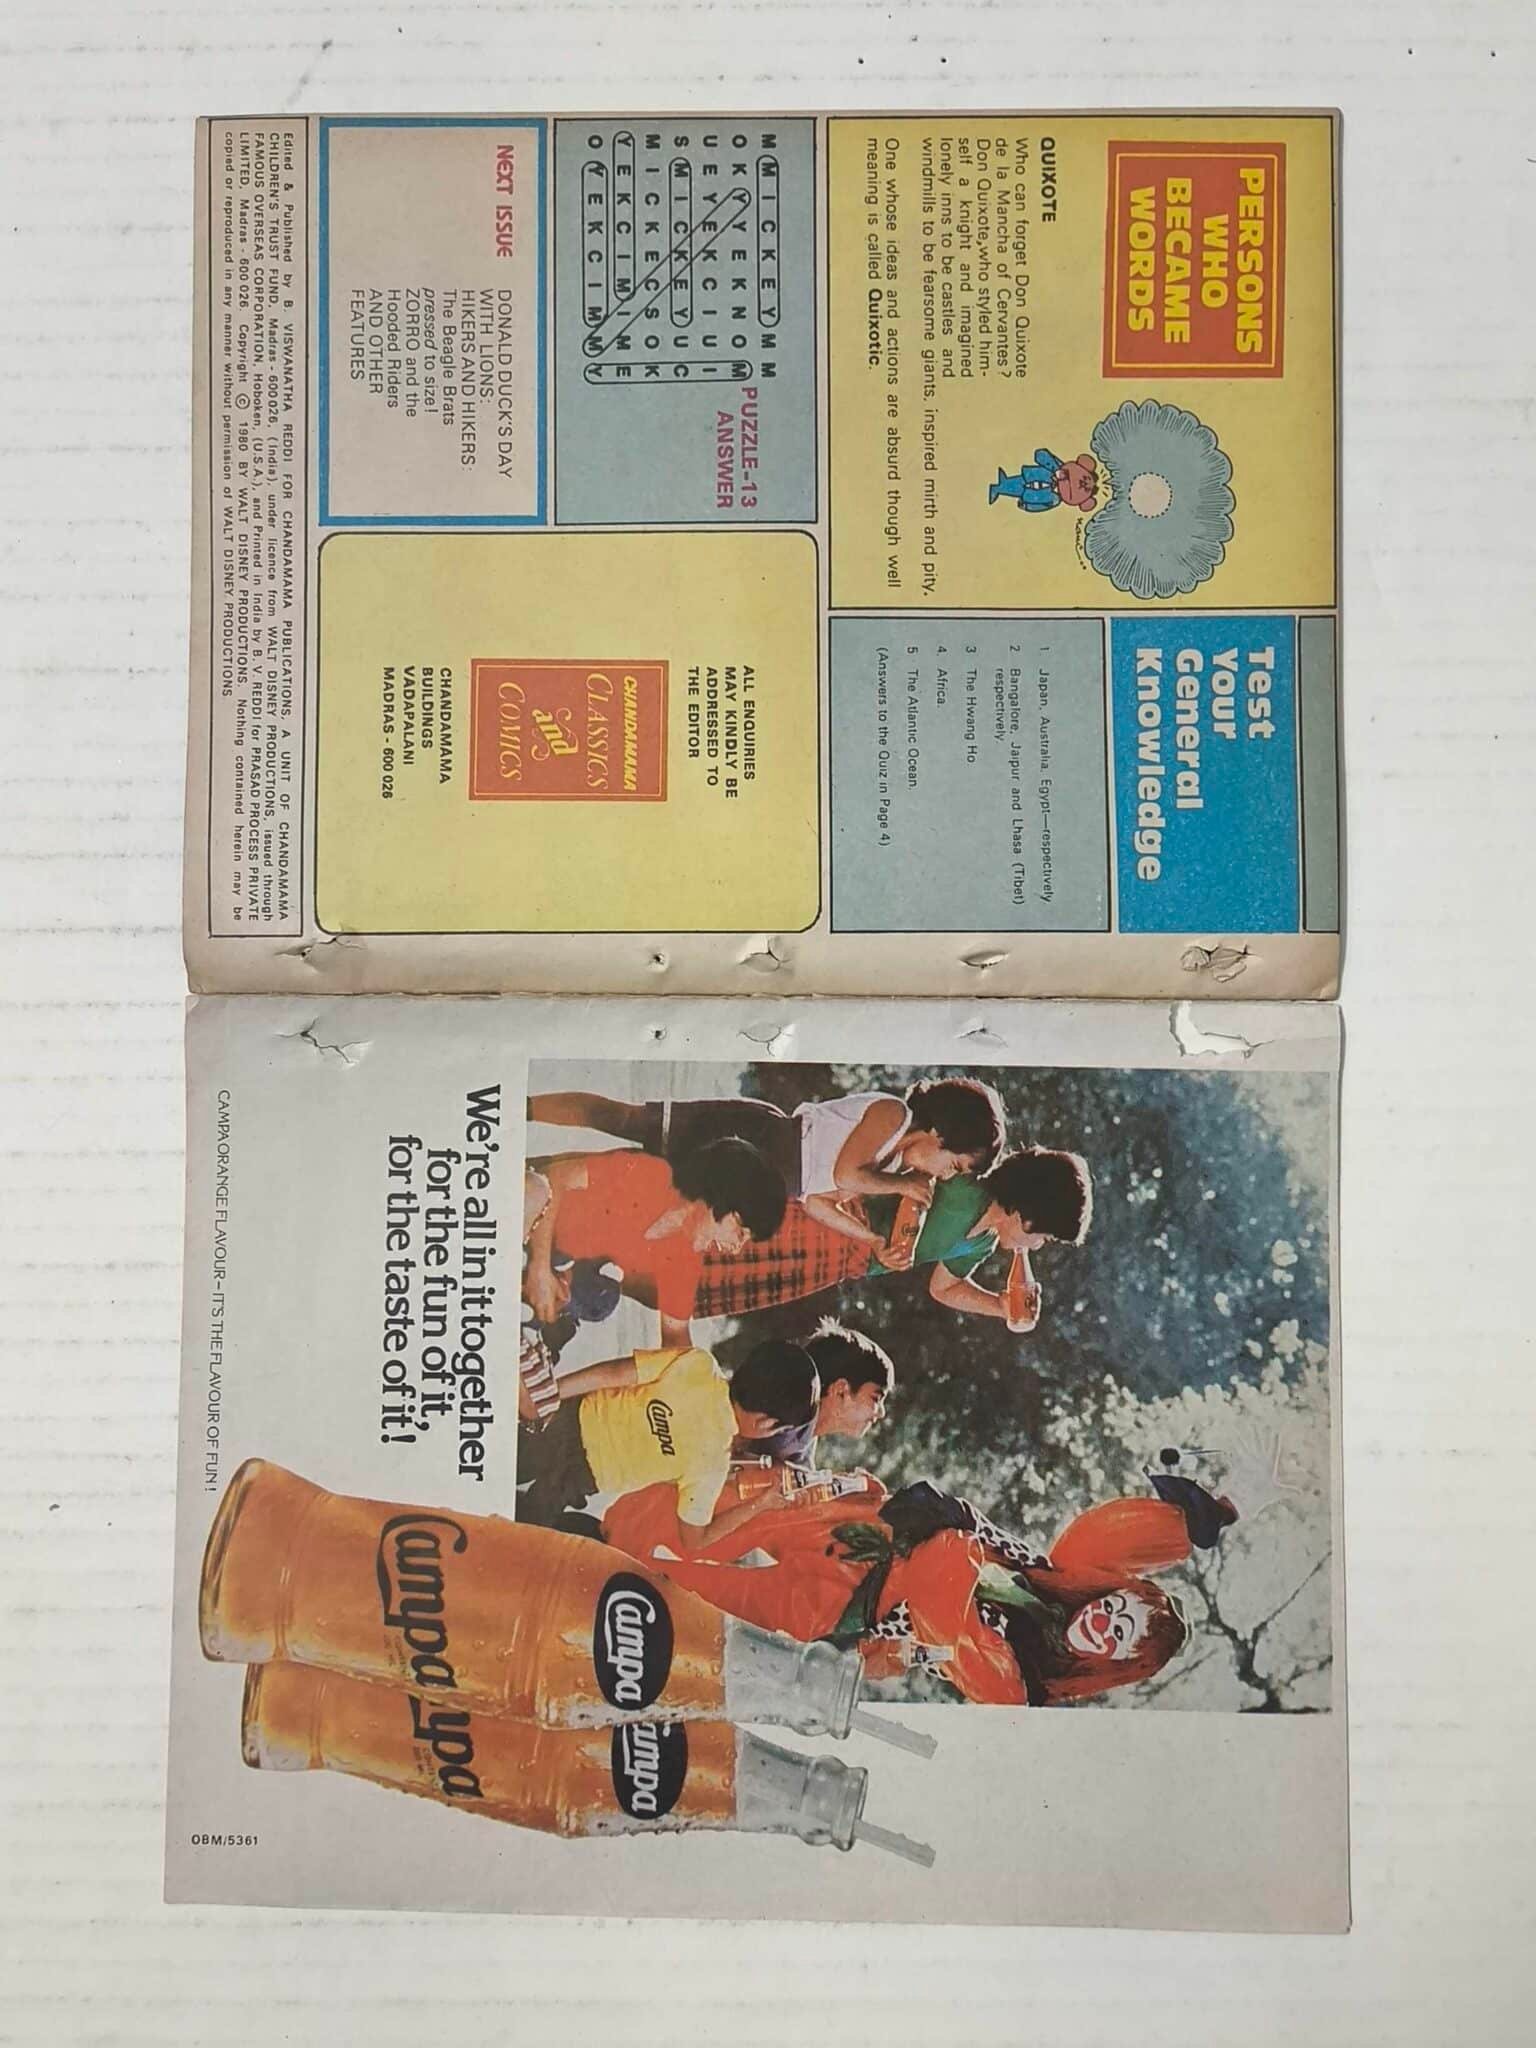 PERSONS
WHO
BECAME
WORDS
QUIXOTE
Who can forget Don Quixote
de la Mancha of Cervantes?
Don Quixote,who styled him-
self a knight and imagined
lonely inns to be castles and
windmills to be fearsome giants, inspired mirth and pity.
One whose ideas and actions are absurd though well
meaning is called Quixotic.
Test
Your
General
Knowledge
1 Japan, Australia, Egypt—respectively
2 Bangalore, Jaipur and Lhasa (Tibet)
respectively.
3 The Hwang Ho
4. Africa.
5 The Atlantic Ocean.
(Answers to the Quiz in Page 4)
PUZZLE-13
ANSWER
M M I C K E Y M M
O K Y Y E K N O M
U E Y E K C I U I
S M I C K E Y U C
M I C K E C S O K
Y E K C I M I M E
O Y E K C I M M Y
NEXT ISSUE
DONALD DUCK'S DAY
WITH LIONS:
HIKERS AND HIKERS:
The Beagle Brats
pressed to size!
ZORRO and the
Hooded Riders
AND OTHER
FEATURES
ALL ENQUIRIES
MAY KINDLY BE
ADDRESSED TO
THE EDITOR
CHANDAMAMA
CLASSICS
and
COMICS
CHANDAMAMA
BUILDINGS
VADAPALANI
MADRAS - 600 026
Edited & Published by B. VISWANATHA REDDI FOR CHANDAMAMA PUBLICATIONS, A UNIT OF CHANDAMAMA
CHILDREN'S TRUST FUND, Madras - 600 026, (India), under licence from WALT DISNEY PRODUCTIONS, issued through
FAMOUS OVERSEAS CORPORATION, Hoboken, (U.S.A.), and Printed in India by B. V. REDDI for PRASAD PROCESS PRIVATE
LIMITED, Madras - 600 026. Copyright © 1980 BY WALT DISNEY PRODUCTIONS. Nothing contained herein may be
copied or reproduced in any manner without permission of WALT DISNEY PRODUCTIONS.
Campa
We're all in it together
for the fun of it,
for the taste of it!
Campa
Campa
mpa
mpa
CAMPA ORANGE FLAVOUR – IT'S THE FLAVOUR OF FUN!
OBM/5361